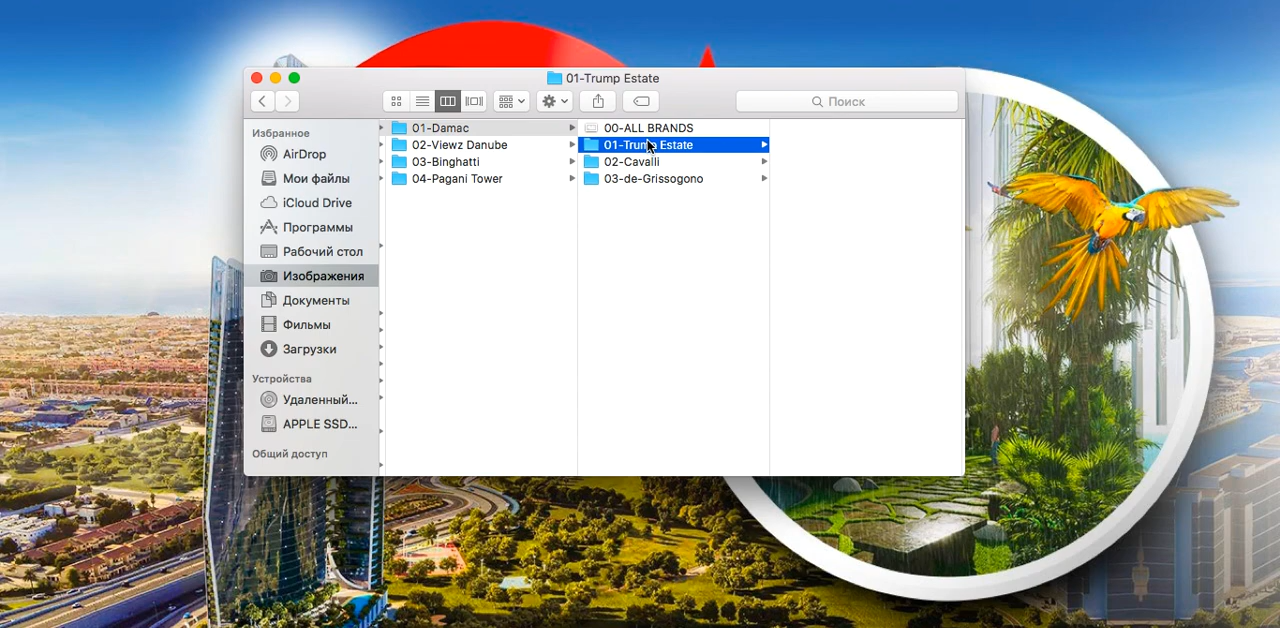 01-Trump Estate
Поиск
Избранное
AirDrop
Мои файлы
iCloud Drive
Программы
Рабочий стол
Изображения
Документы
Фильмы
Загрузки
Устройства
Удаленный...
APPLE SSD...
Общий доступ
01-Damac
02-Viewz Danube
03-Binghatti
04-Pagani Tower
00-ALL BRANDS
01-Trump Estate
02-Cavalli
03-de-Grissogono